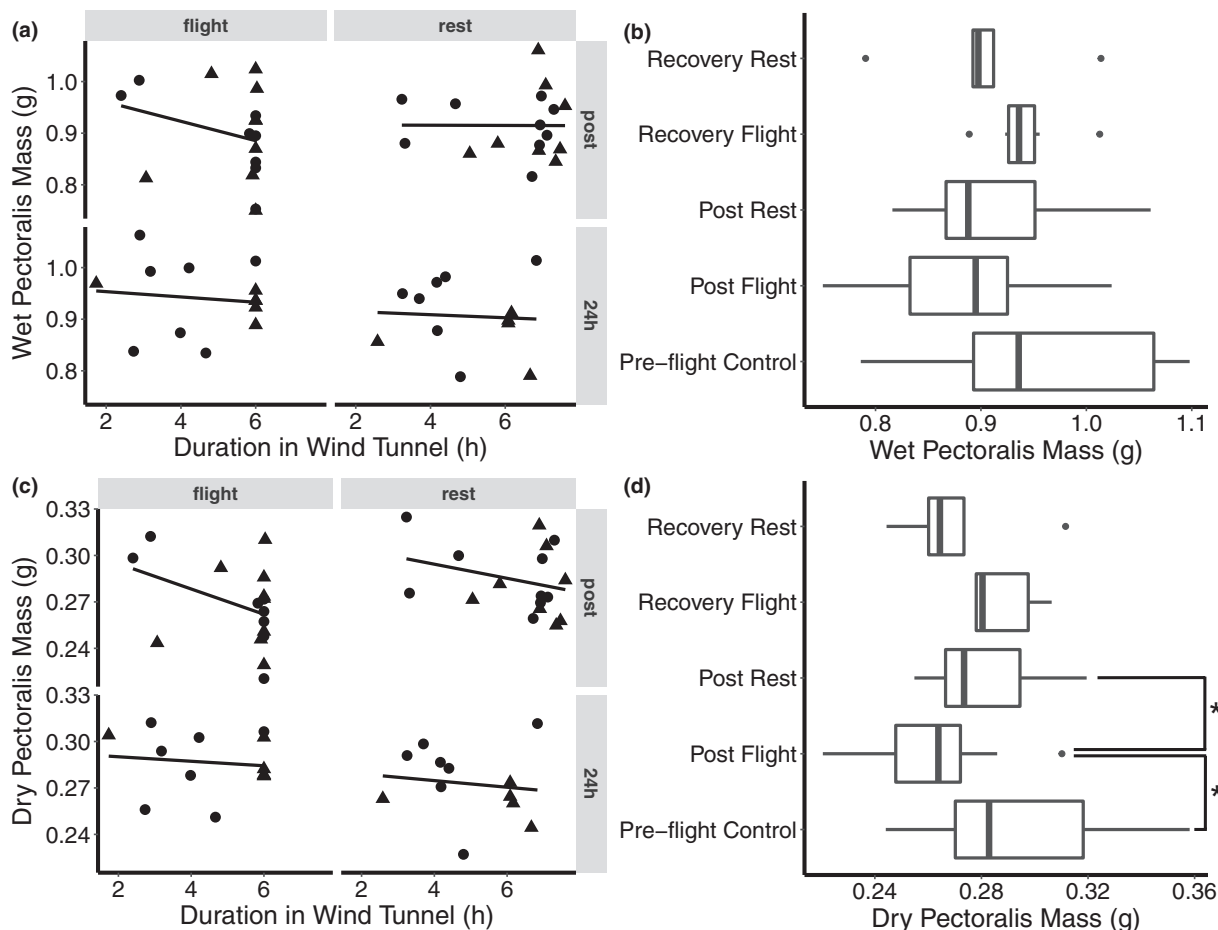 (a)
flight
rest
Wet Pectoralis Mass (g)
1.0
0.9
0.8
post
1.0
0.9
0.8
24h
2
4
6
2
4
6
Duration in Wind Tunnel (h)
(b)
Recovery Rest
Recovery Flight
Post Rest
Post Flight
Pre−flight Control
0.8
0.9
1.0
1.1
Wet Pectoralis Mass (g)
(c)
flight
rest
Dry Pectoralis Mass (g)
0.33
0.30
0.27
0.24
post
0.33
0.30
0.27
0.24
24h
2
4
6
2
4
6
Duration in Wind Tunnel (h)
(d)
Recovery Rest
Recovery Flight
Post Rest
Post Flight
Pre−flight Control
*
*
0.24
0.28
0.32
0.36
Dry Pectoralis Mass (g)